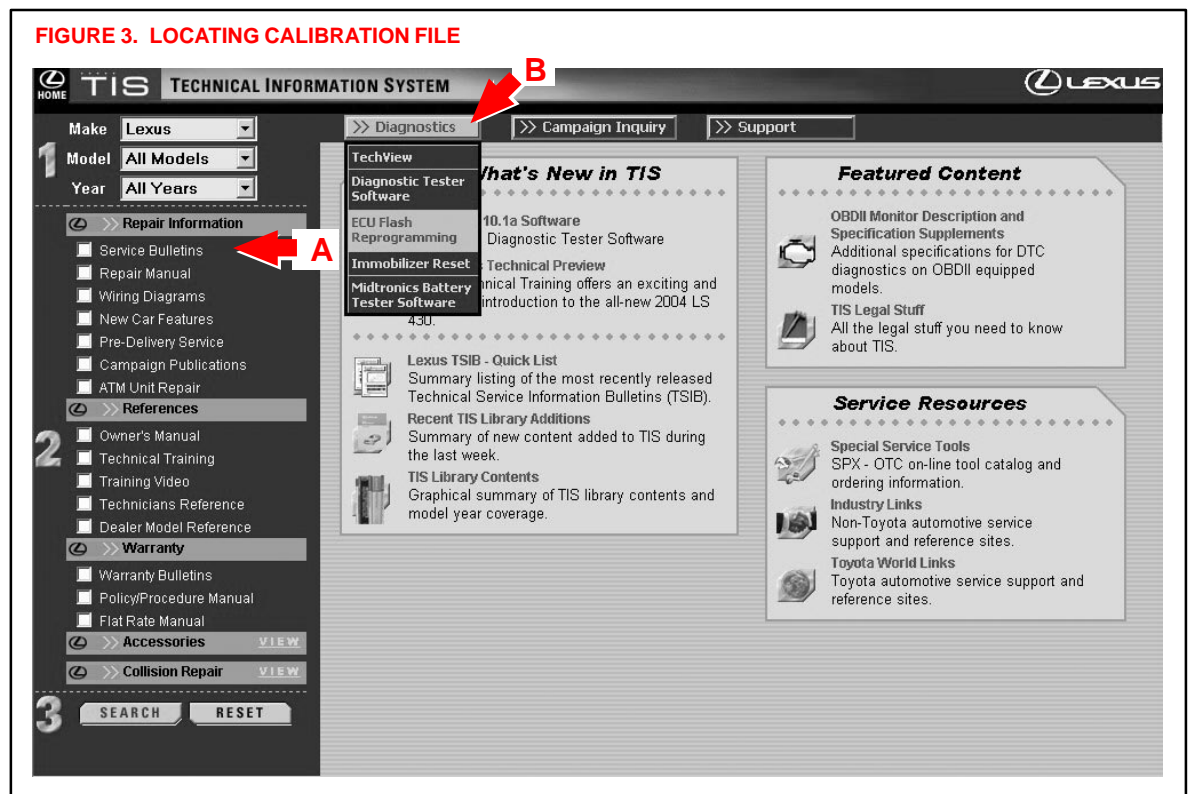 FIGURE 3. LOCATING CALIBRATION FILE
HOME TIS TECHNICAL INFORMATION SYSTEM
B
LEXUS
1
Make Lexus
Model All Models
Year All Years
>> Diagnostics
>> Campaign Inquiry
>> Support
TechView
Diagnostic Tester
Software
ECU Flash
Reprogramming
Immobilizer Reset
Midtronics Battery
Tester Software
2
>> Repair Information
Service Bulletins
A
Repair Manual
Wiring Diagrams
New Car Features
Pre-Delivery Service
Campaign Publications
ATM Unit Repair
>> References
Owner's Manual
Technical Training
Training Video
Technicians Reference
Dealer Model Reference
>> Warranty
Warranty Bulletins
Policy/Procedure Manual
Flat Rate Manual
>> Accessories VIEW
>> Collision Repair VIEW
3
SEARCH RESET
What's New in TIS
10.1a Software
Diagnostic Tester Software
Technical Preview
Technical Training offers an exciting and
introduction to the all-new 2004 LS
430.
Lexus TSIB - Quick List
Summary listing of the most recently released
Technical Service Information Bulletins (TSIB).
Recent TIS Library Additions
Summary of new content added to TIS during
the last week.
TIS Library Contents
Graphical summary of TIS library contents and
model year coverage.
Featured Content
OBDII Monitor Description and
Specification Supplements
Additional specifications for DTC
diagnostics on OBDII equipped
models.
TIS Legal Stuff
All the legal stuff you need to know
about TIS.
Service Resources
Special Service Tools
SPX - OTC on-line tool catalog and
ordering information.
Industry Links
Non-Toyota automotive service
support and reference sites.
Toyota World Links
Toyota automotive service support and
reference sites.